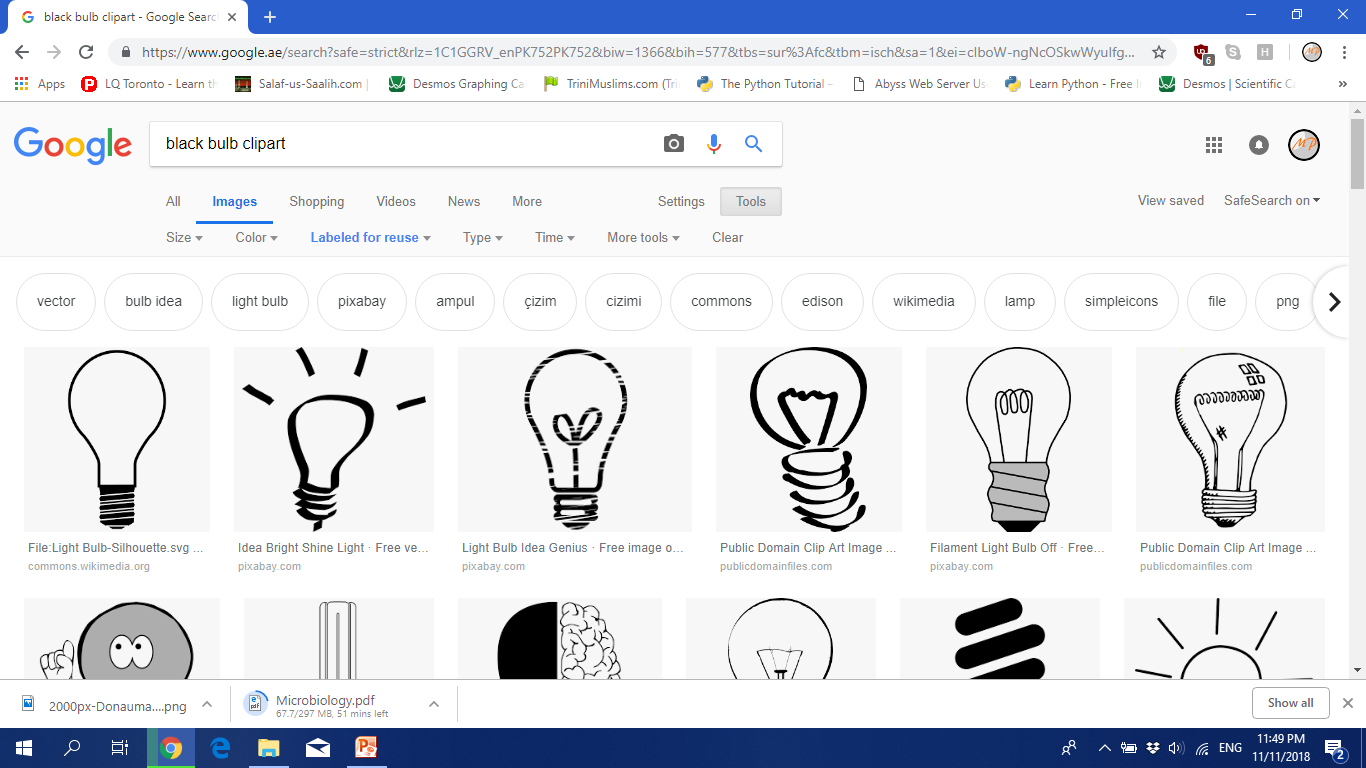 black bulb clipart - Google Searc
https://www.google.ae/search?safe=strict&rlz=1C1GGRV_enPK752PK752&biw=1366&bih=577&tbs=sur%3Afc&tbm=isch&sa=1&ei=clboW-ngNcOSkwWyuIfg...
6
H
MP
Apps
LQ Toronto - Learn th
Salaf-us-Saalih.com |
Desmos Graphing Ca
TriniMuslims.com (Tri
The Python Tutorial –
Abyss Web Server Us
Learn Python - Free I
Desmos | Scientific Ca
»
Google
black bulb clipart
MP
All Images Shopping Videos News More Settings Tools
View saved SafeSearch on
Size Color Labeled for reuse Type Time More tools Clear
vector bulb idea light bulb pixabay ampul çizim cizimi commons edison wikimedia lamp simpleicons file png
File:Light Bulb-Silhouette.svg ...
commons.wikimedia.org
Idea Bright Shine Light · Free ve...
pixabay.com
Light Bulb Idea Genius · Free image o...
pixabay.com
Public Domain Clip Art Image ...
publicdomainfiles.com
Filament Light Bulb Off · Free...
pixabay.com
Public Domain Clip Art Image ...
publicdomainfiles.com
2000px-Donauma....png
Microbiology.pdf
67.7/297 MB, 51 mins left
Show all
ENG
11:49 PM
11/11/2018
2